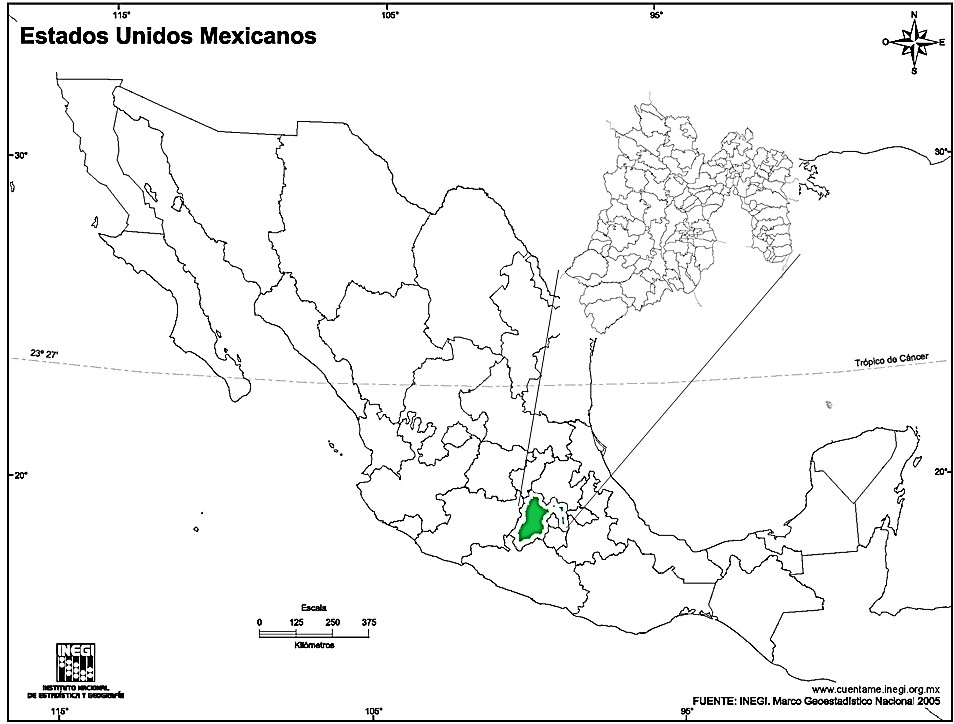 115°
105°
95°
Estados Unidos Mexicanos
N
O
E
S
30°
30°
23° 27'
Trópico de Cáncer
20°
20°
Escala
0 125 250 375
Kilómetros
INEGI
INSTITUTO NACIONAL
DE ESTADÍSTICA Y GEOGRAFÍA
www.cuentame.inegi.org.mx
FUENTE: INEGI. Marco Geoestadístico Nacional 2005
115°
105°
95°